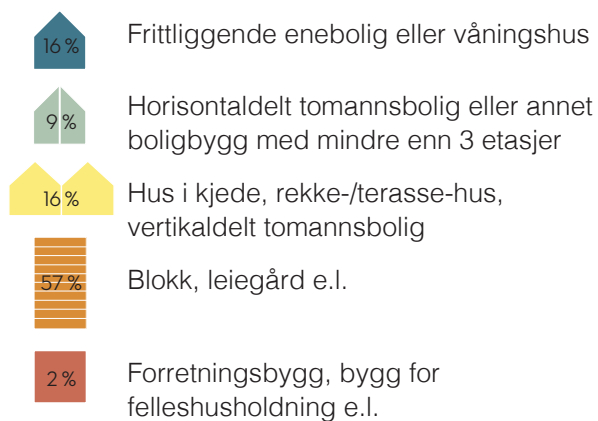 16 %
Frittliggende enebolig eller våningshus
9 %
Horisontaldelt tomannsbolig eller annet
boligbygg med mindre enn 3 etasjer
16 %
Hus i kjede, rekke-/terasse-hus,
vertikaldelt tomannsbolig
57 %
Blokk, leiegård e.l.
2 %
Forretningsbygg, bygg for
felleshusholdning e.l.